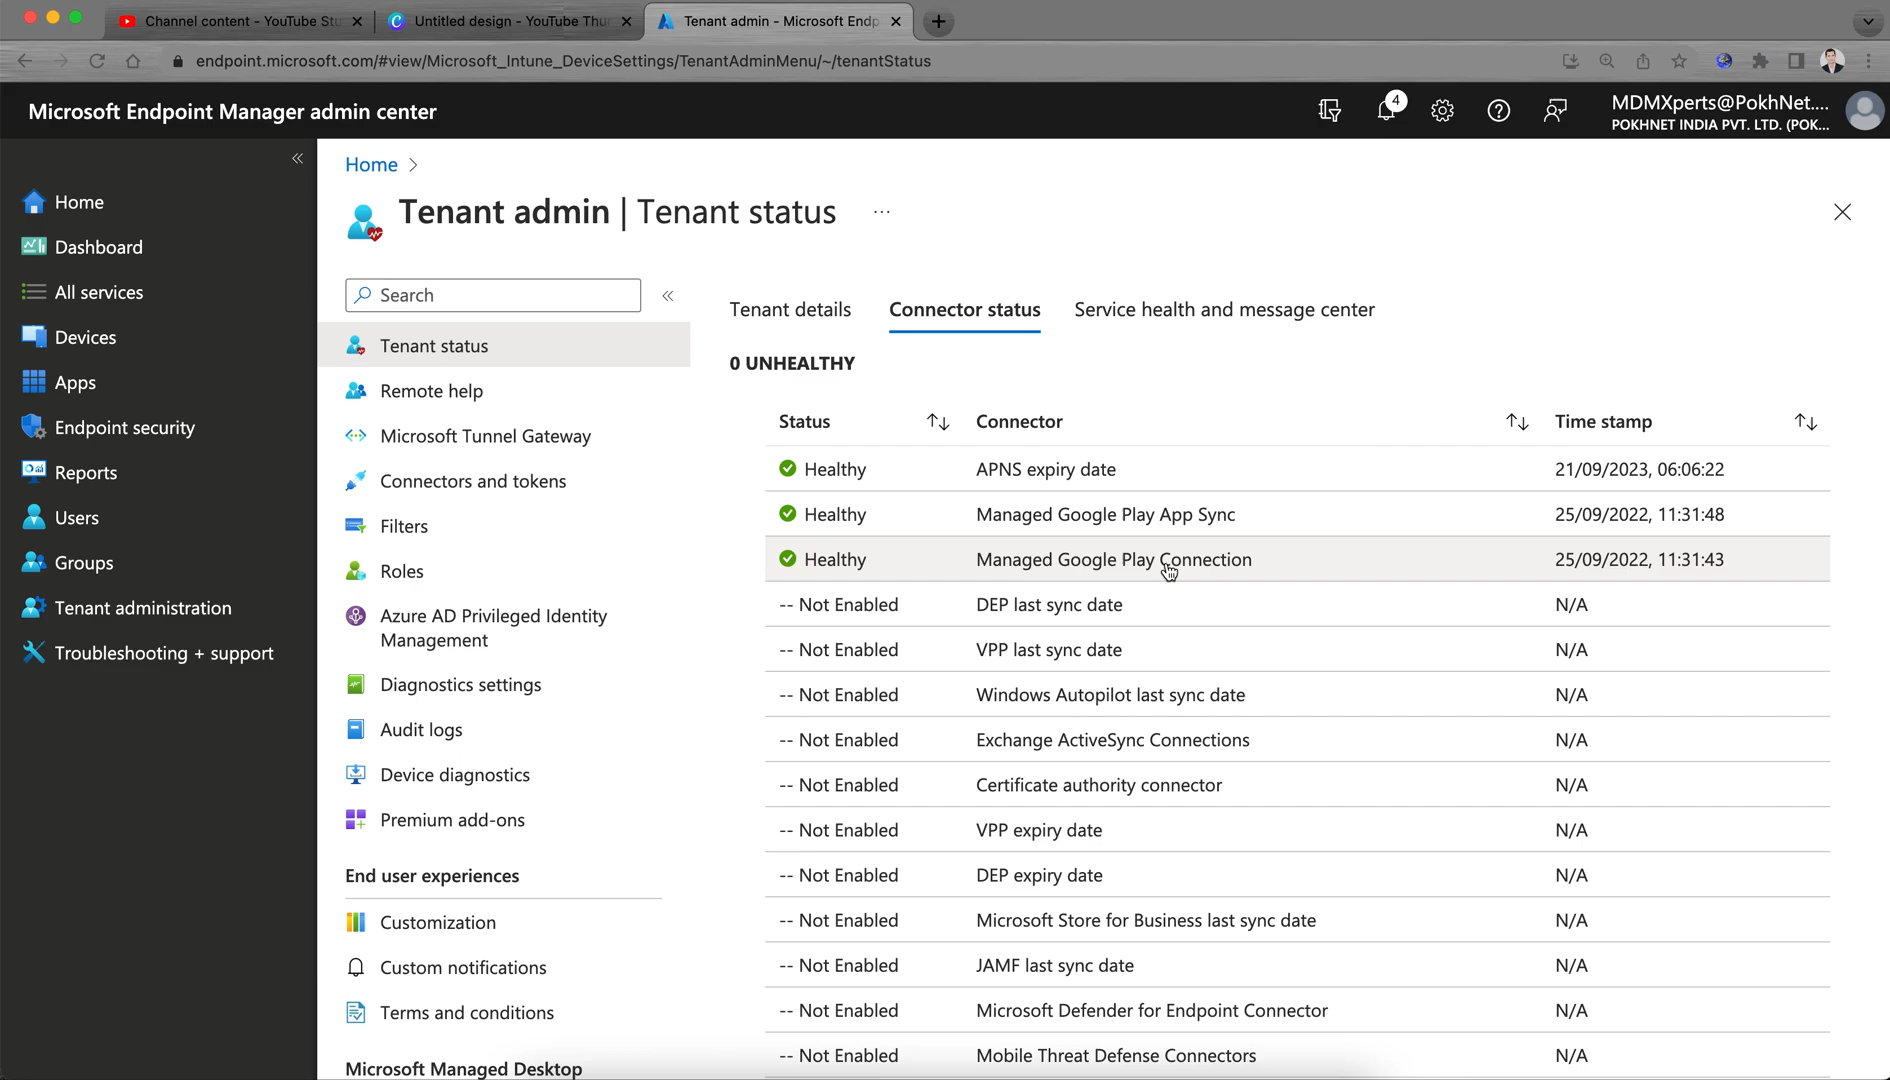 Channel content - YouTube Stu
Untitled design - YouTube Thu
Tenant admin - Microsoft Endp
endpoint.microsoft.com/#view/Microsoft_Intune_DeviceSettings/TenantAdminMenu/~/tenantStatus
Microsoft Endpoint Manager admin center
4
MDMXperts@PokhNet....
POKHNET INDIA PVT. LTD. (POK...
Home
Dashboard
All services
Devices
Apps
Endpoint security
Reports
Users
Groups
Tenant administration
Troubleshooting + support
Home >
Tenant admin | Tenant status ...
Search
Tenant status
Remote help
Microsoft Tunnel Gateway
Connectors and tokens
Filters
Roles
Azure AD Privileged Identity
Management
Diagnostics settings
Audit logs
Device diagnostics
Premium add-ons
End user experiences
Customization
Custom notifications
Terms and conditions
Microsoft Managed Desktop
Tenant details Connector status Service health and message center
0 UNHEALTHY
Status Connector Time stamp
Healthy APNS expiry date 21/09/2023, 06:06:22
Healthy Managed Google Play App Sync 25/09/2022, 11:31:48
Healthy Managed Google Play Connection 25/09/2022, 11:31:43
-- Not Enabled DEP last sync date N/A
-- Not Enabled VPP last sync date N/A
-- Not Enabled Windows Autopilot last sync date N/A
-- Not Enabled Exchange ActiveSync Connections N/A
-- Not Enabled Certificate authority connector N/A
-- Not Enabled VPP expiry date N/A
-- Not Enabled DEP expiry date N/A
-- Not Enabled Microsoft Store for Business last sync date N/A
-- Not Enabled JAMF last sync date N/A
-- Not Enabled Microsoft Defender for Endpoint Connector N/A
-- Not Enabled Mobile Threat Defense Connectors N/A